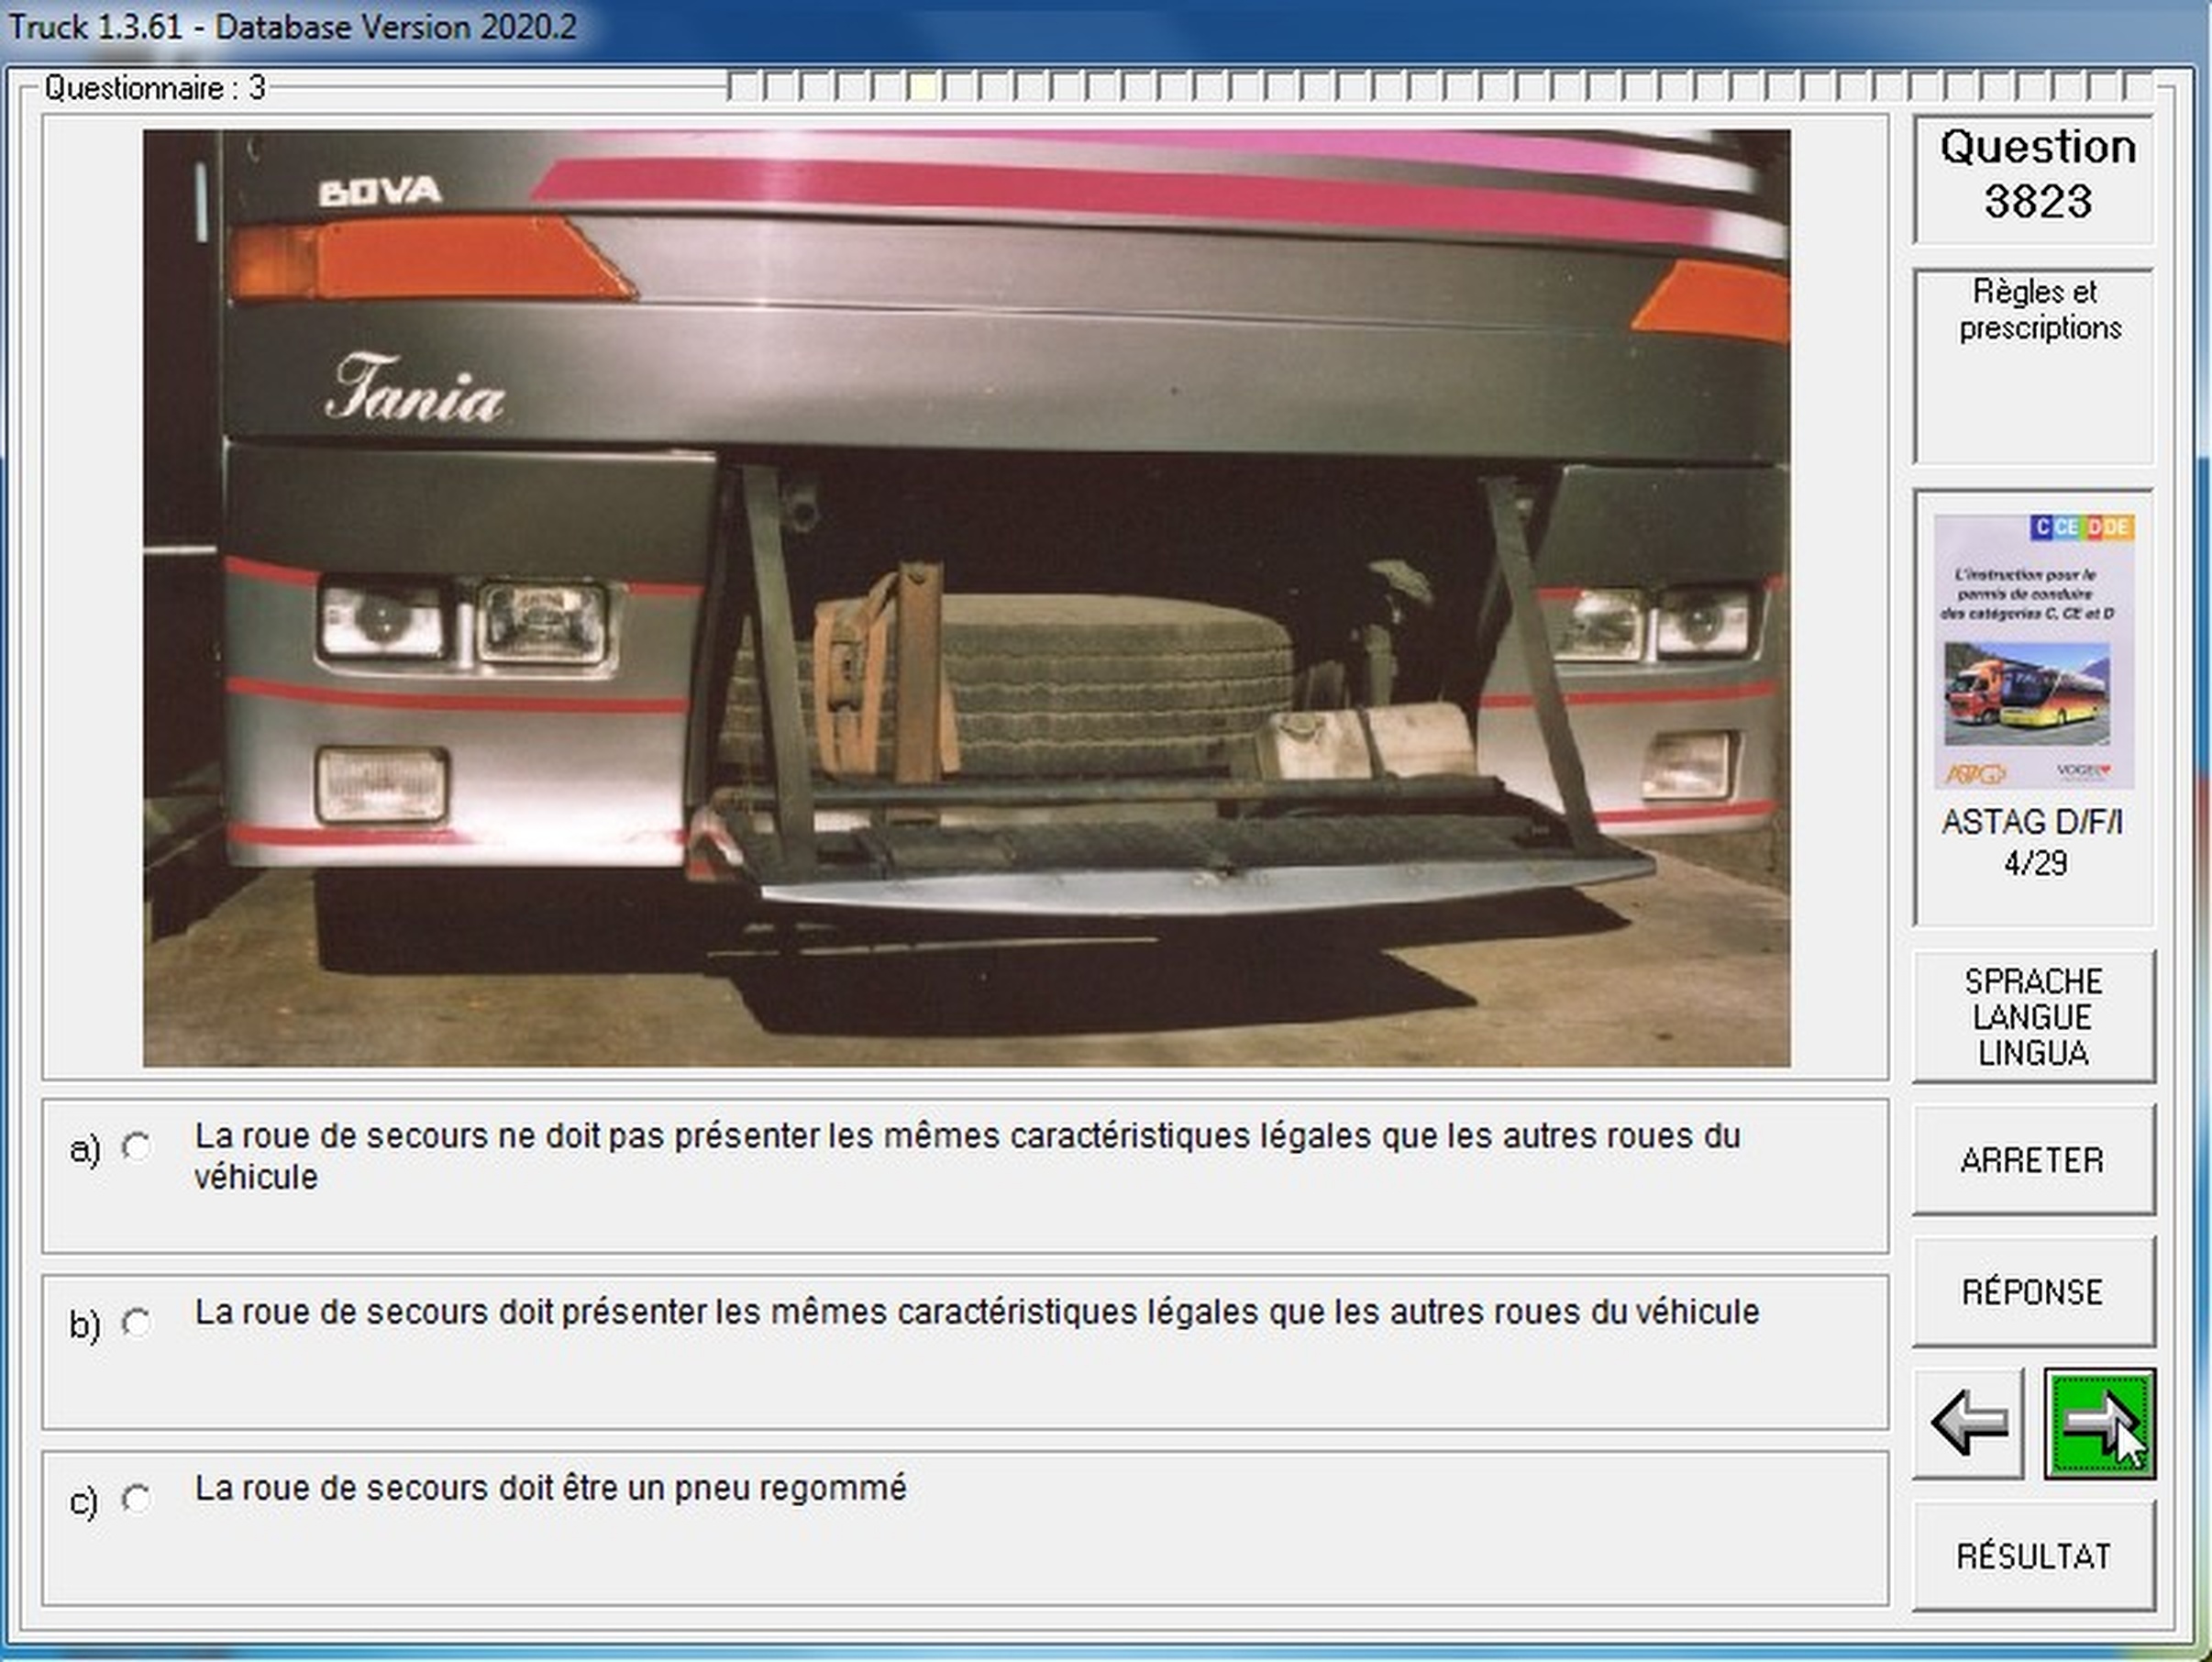 Truck 1.3.61 - Database Version 2020.2
Questionnaire : 3
BOVA
Tania
Question
3823
Règles et
prescriptions
C CE D DE
L'instruction pour le
permis de conduire
des catégories C, CE et D
ASTAG
VOGEL
ASTAG D/F/I
4/29
SPRACHE
LANGUE
LINGUA
ARRETER
RÉPONSE
RÉSULTAT
a) La roue de secours ne doit pas présenter les mêmes caractéristiques légales que les autres roues du
véhicule
b) La roue de secours doit présenter les mêmes caractéristiques légales que les autres roues du véhicule
c) La roue de secours doit être un pneu regommé